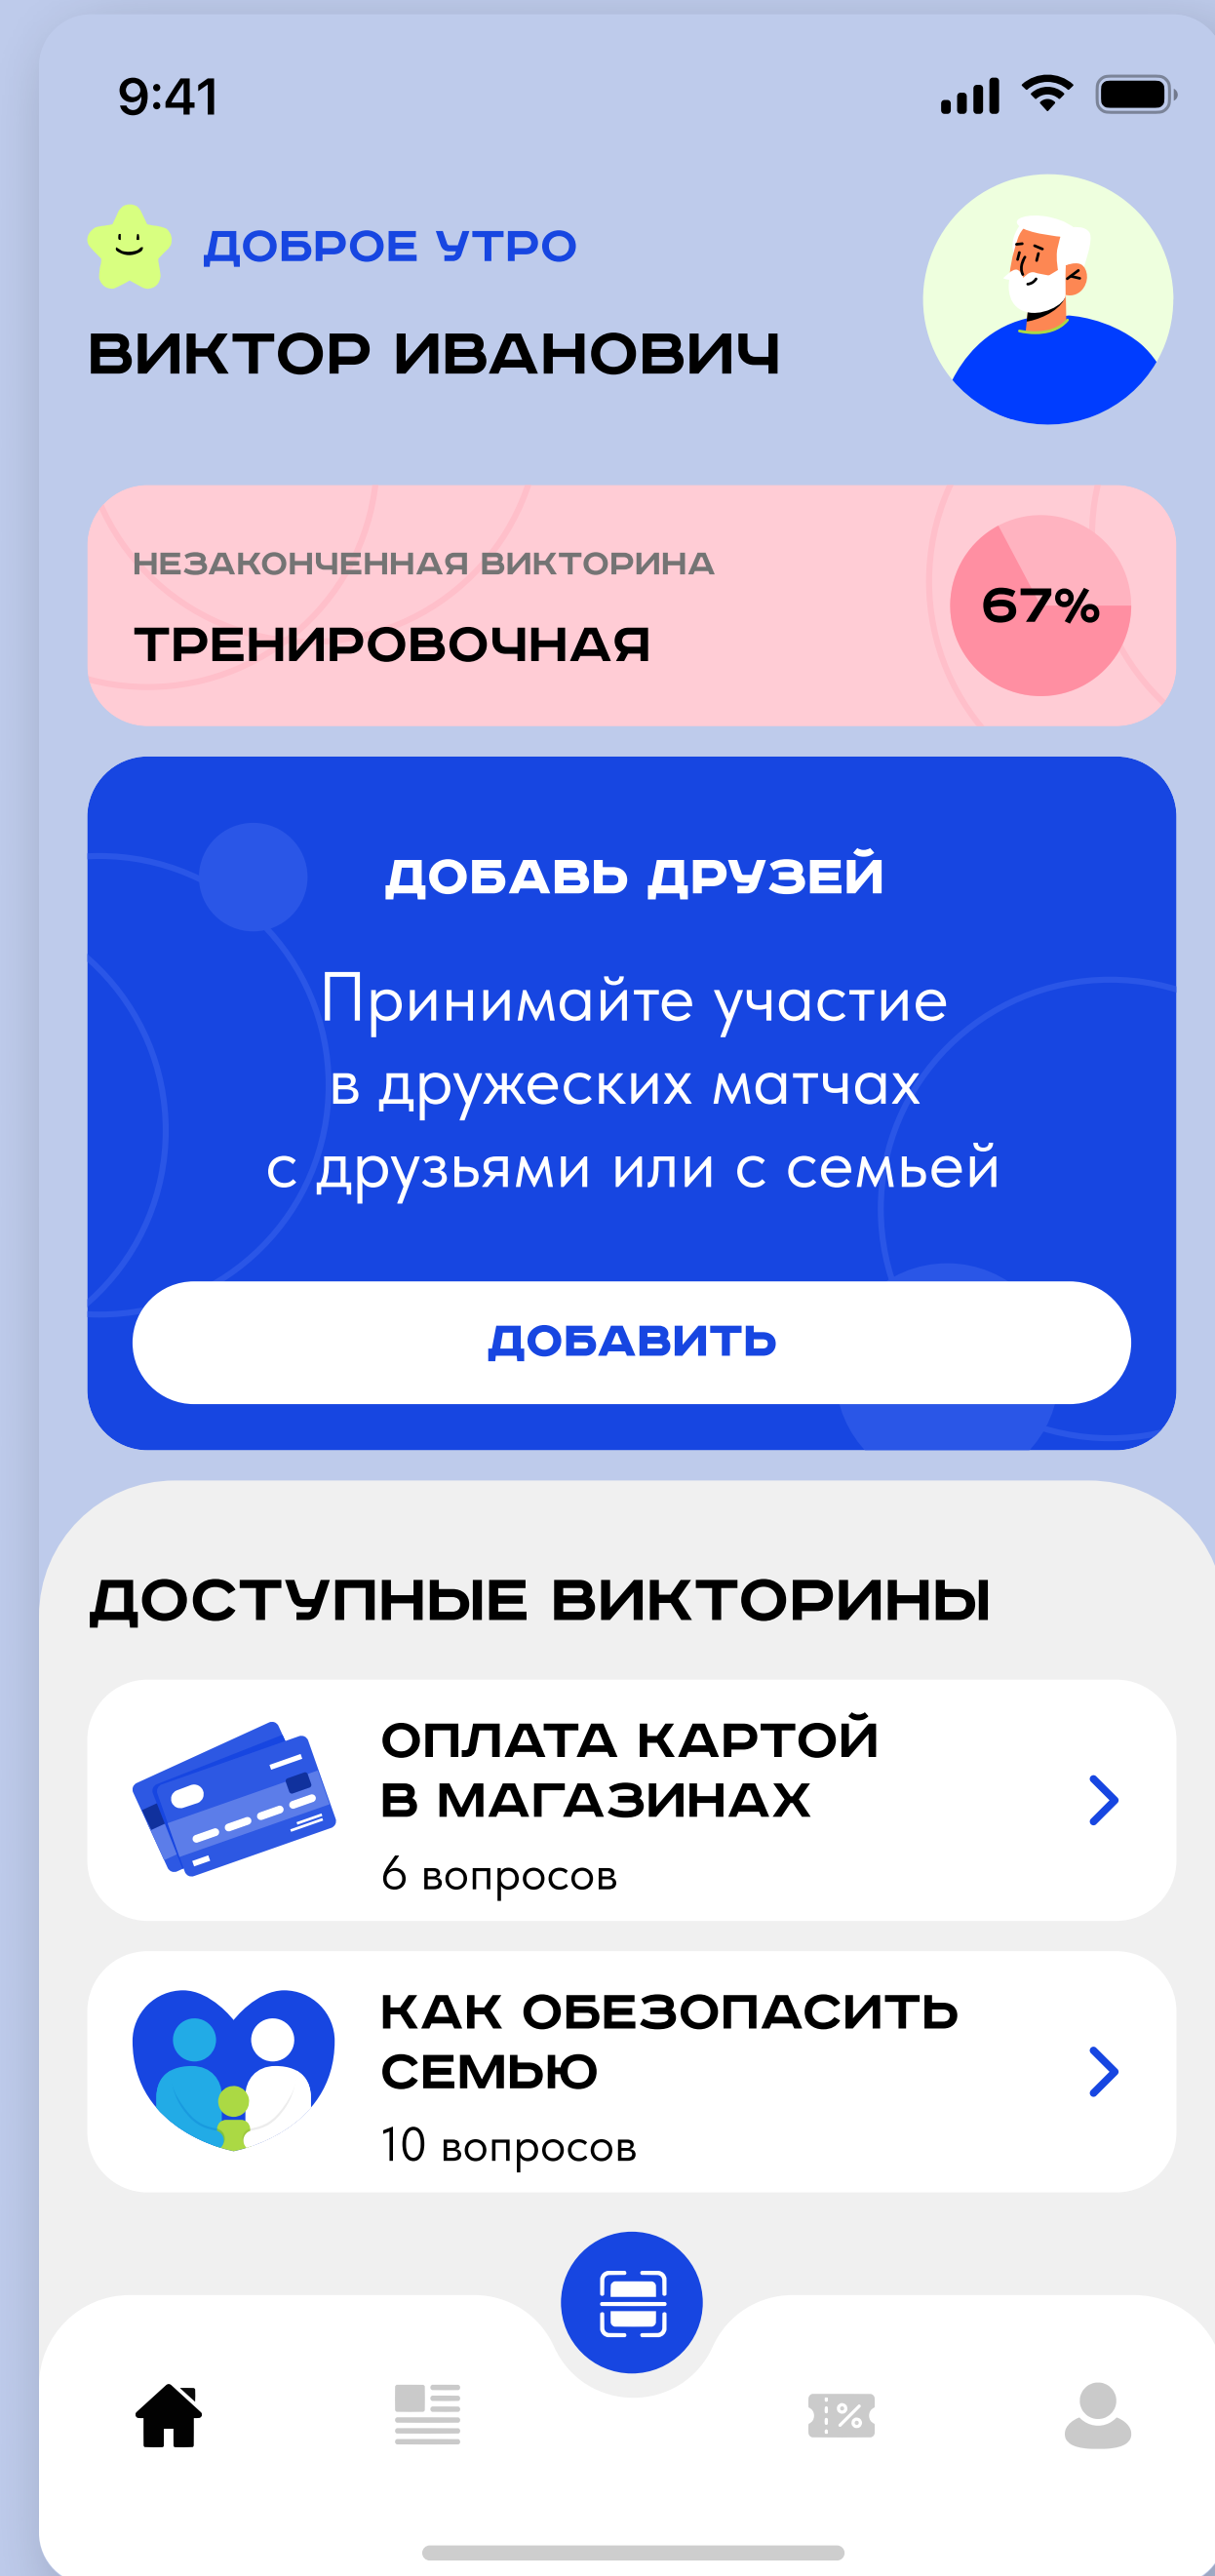 9:41
ДОБРОЕ УТРО
ВИКТОР ИВАНОВИЧ
НЕЗАКОНЧЕННАЯ ВИКТОРИНА
ТРЕНИРОВОЧНАЯ
67%
ДОБАВЬ ДРУЗЕЙ
Принимайте участие
в дружеских матчах
с друзьями или с семьей
ДОБАВИТЬ
ДОСТУПНЫЕ ВИКТОРИНЫ
ОПЛАТА КАРТОЙ
В МАГАЗИНАХ
6 вопросов
КАК ОБЕЗОПАСИТЬ
СЕМЬЮ
10 вопросов